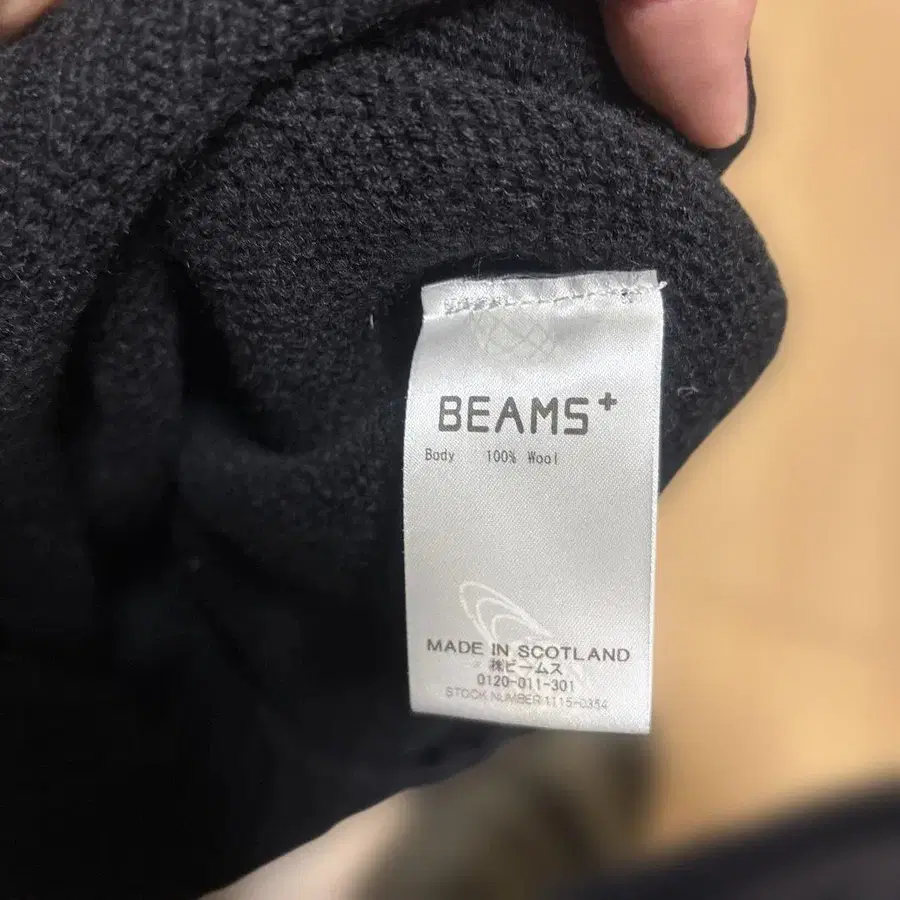 BEAMS+
Body 100% Wool
MADE IN SCOTLAND
㈱ビームス
0120-011-301
STOCK NUMBER 1115-0354